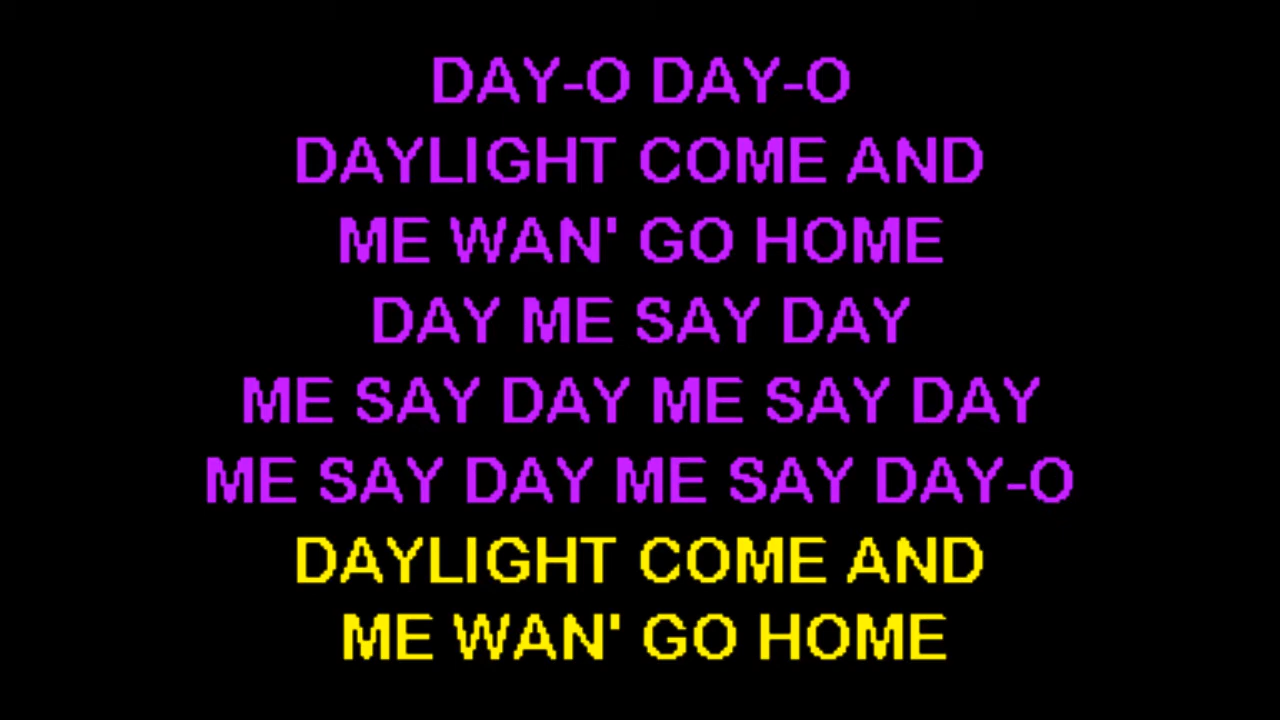 DAY-O DAY-O
DAYLIGHT COME AND
ME WAN' GO HOME
DAY ME SAY DAY
ME SAY DAY ME SAY DAY
ME SAY DAY ME SAY DAY-O
DAYLIGHT COME AND
ME WAN' GO HOME